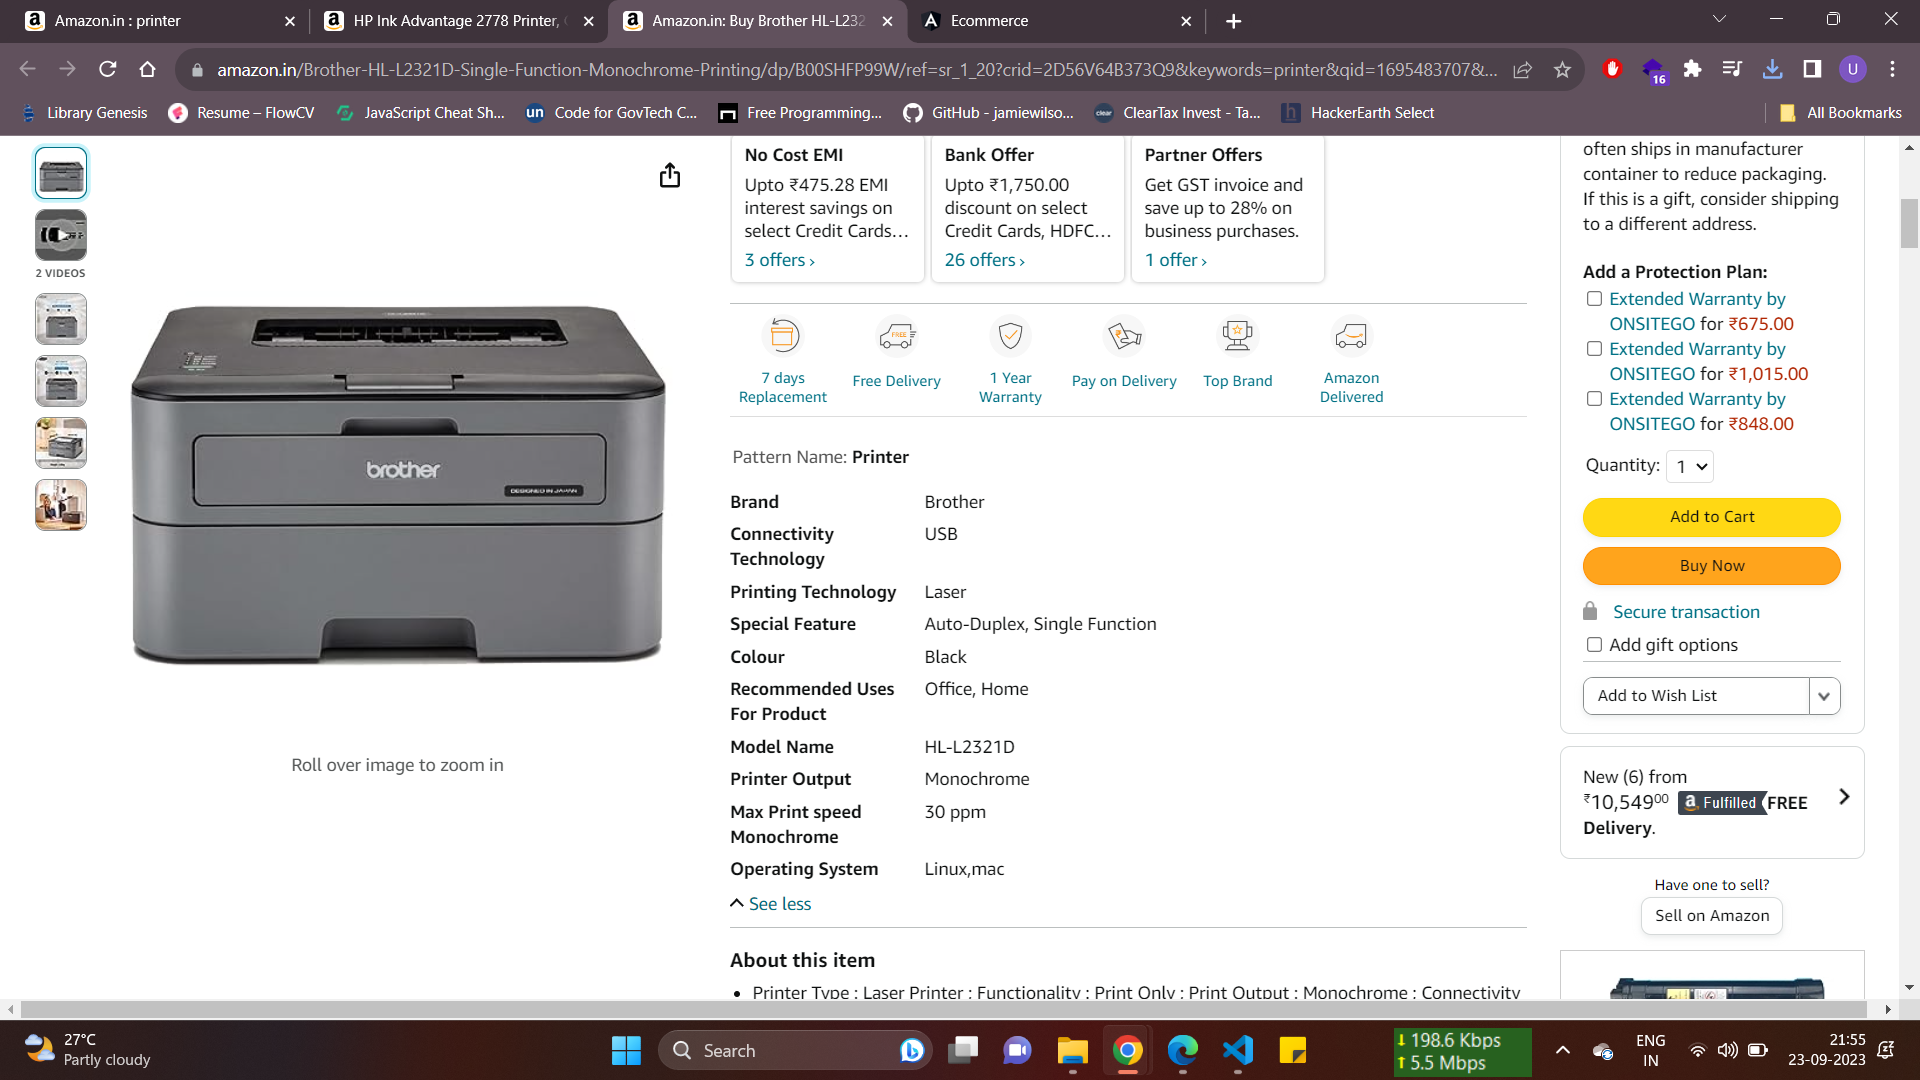 Amazon.in : printer
HP Ink Advantage 2778 Printer,
Amazon.in: Buy Brother HL-L232
Ecommerce
amazon.in/Brother-HL-L2321D-Single-Function-Monochrome-Printing/dp/B00SHFP99W/ref=sr_1_20?crid=2D56V64B373Q9&keywords=printer&qid=1695483707&...
16
U
Library Genesis
Resume – FlowCV
JavaScript Cheat Sh...
un
Code for GovTech C...
Free Programming...
GitHub - jamiewilso...
clear
ClearTax Invest - Ta...
h
HackerEarth Select
All Bookmarks
2 VIDEOS
brother
DESIGNED IN JAPAN
Roll over image to zoom in
No Cost EMI
Upto ₹475.28 EMI
interest savings on
select Credit Cards…
3 offers ›
Bank Offer
Upto ₹1,750.00
discount on select
Credit Cards, HDFC…
26 offers ›
Partner Offers
Get GST invoice and
save up to 28% on
business purchases.
1 offer ›
7 days
Replacement
FREE
Free Delivery
1 Year
Warranty
Pay on Delivery
Top Brand
Amazon
Delivered
Pattern Name: Printer
Brand Brother
Connectivity USB
Technology
Printing Technology Laser
Special Feature Auto-Duplex, Single Function
Colour Black
Recommended Uses Office, Home
For Product
Model Name HL-L2321D
Printer Output Monochrome
Max Print speed 30 ppm
Monochrome
Operating System Linux,mac
See less
About this item
• Printer Type : Laser Printer ; Functionality : Print Only ; Print Output : Monochrome ; Connectivity
often ships in manufacturer
container to reduce packaging.
If this is a gift, consider shipping
to a different address.
Add a Protection Plan:
Extended Warranty by
ONSITEGO for ₹675.00
Extended Warranty by
ONSITEGO for ₹1,015.00
Extended Warranty by
ONSITEGO for ₹848.00
Quantity: 1
Add to Cart
Buy Now
Secure transaction
Add gift options
Add to Wish List
New (6) from
₹10,549⁰⁰ a Fulfilled FREE
Delivery.
Have one to sell?
Sell on Amazon
27°C
Partly cloudy
Search
198.6 Kbps
5.5 Mbps
ENG
IN
21:55
23-09-2023